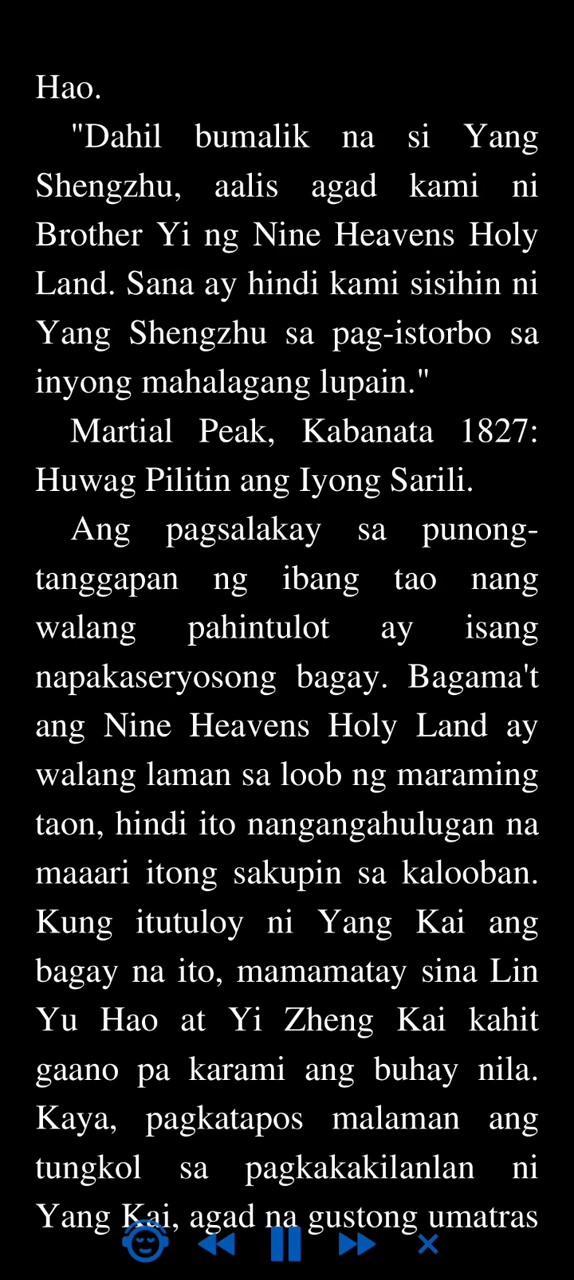 Hao.
"Dahil bumalik na si Yang
Shengzhu, aalis agad kami ni
Brother Yi ng Nine Heavens Holy
Land. Sana ay hindi kami sisihin ni
Yang Shengzhu sa pag-istorbo sa
inyong mahalagang lupain."
Martial Peak, Kabanata 1827:
Huwag Pilitin ang Iyong Sarili.
Ang pagsalakay sa punong-
tanggapan ng ibang tao nang
walang pahintulot ay isang
napakaseryosong bagay. Bagama't
ang Nine Heavens Holy Land ay
walang laman sa loob ng maraming
taon, hindi ito nangangahulugan na
maaari itong sakupin sa kalooban.
Kung itutuloy ni Yang Kai ang
bagay na ito, mamamatay sina Lin
Yu Hao at Yi Zheng Kai kahit
gaano pa karami ang buhay nila.
Kaya, pagkatapos malaman ang
tungkol sa pagkakakilanlan ni
Yang Kai, agad na gustong umatras